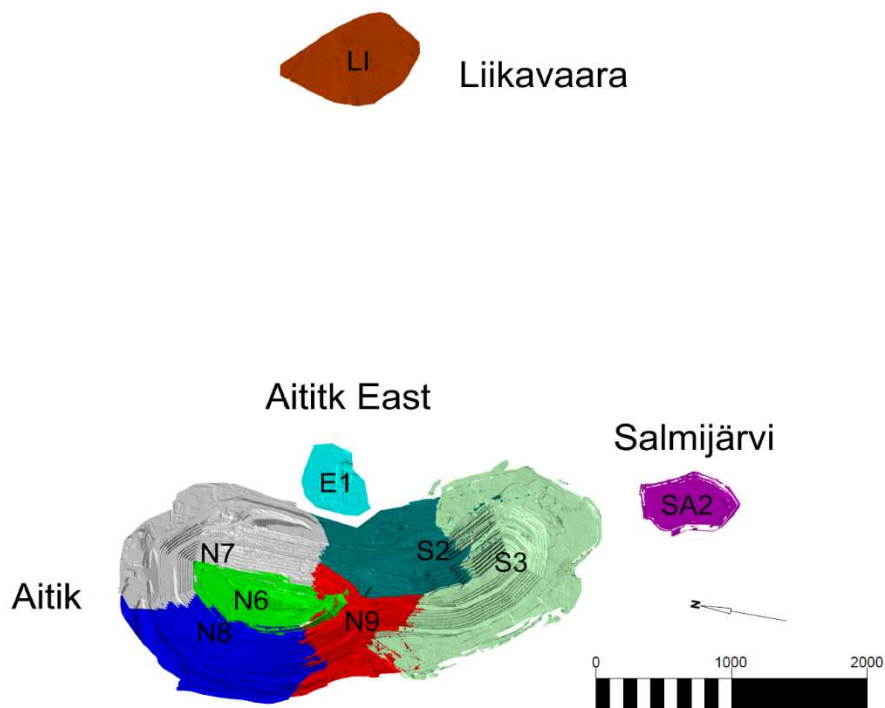 LI
Liikavaara
Aititk East
Salmijärvi
E1
SA2
N7
S2
S3
Aitik
N6
N8
N9
N
0
1000
2000